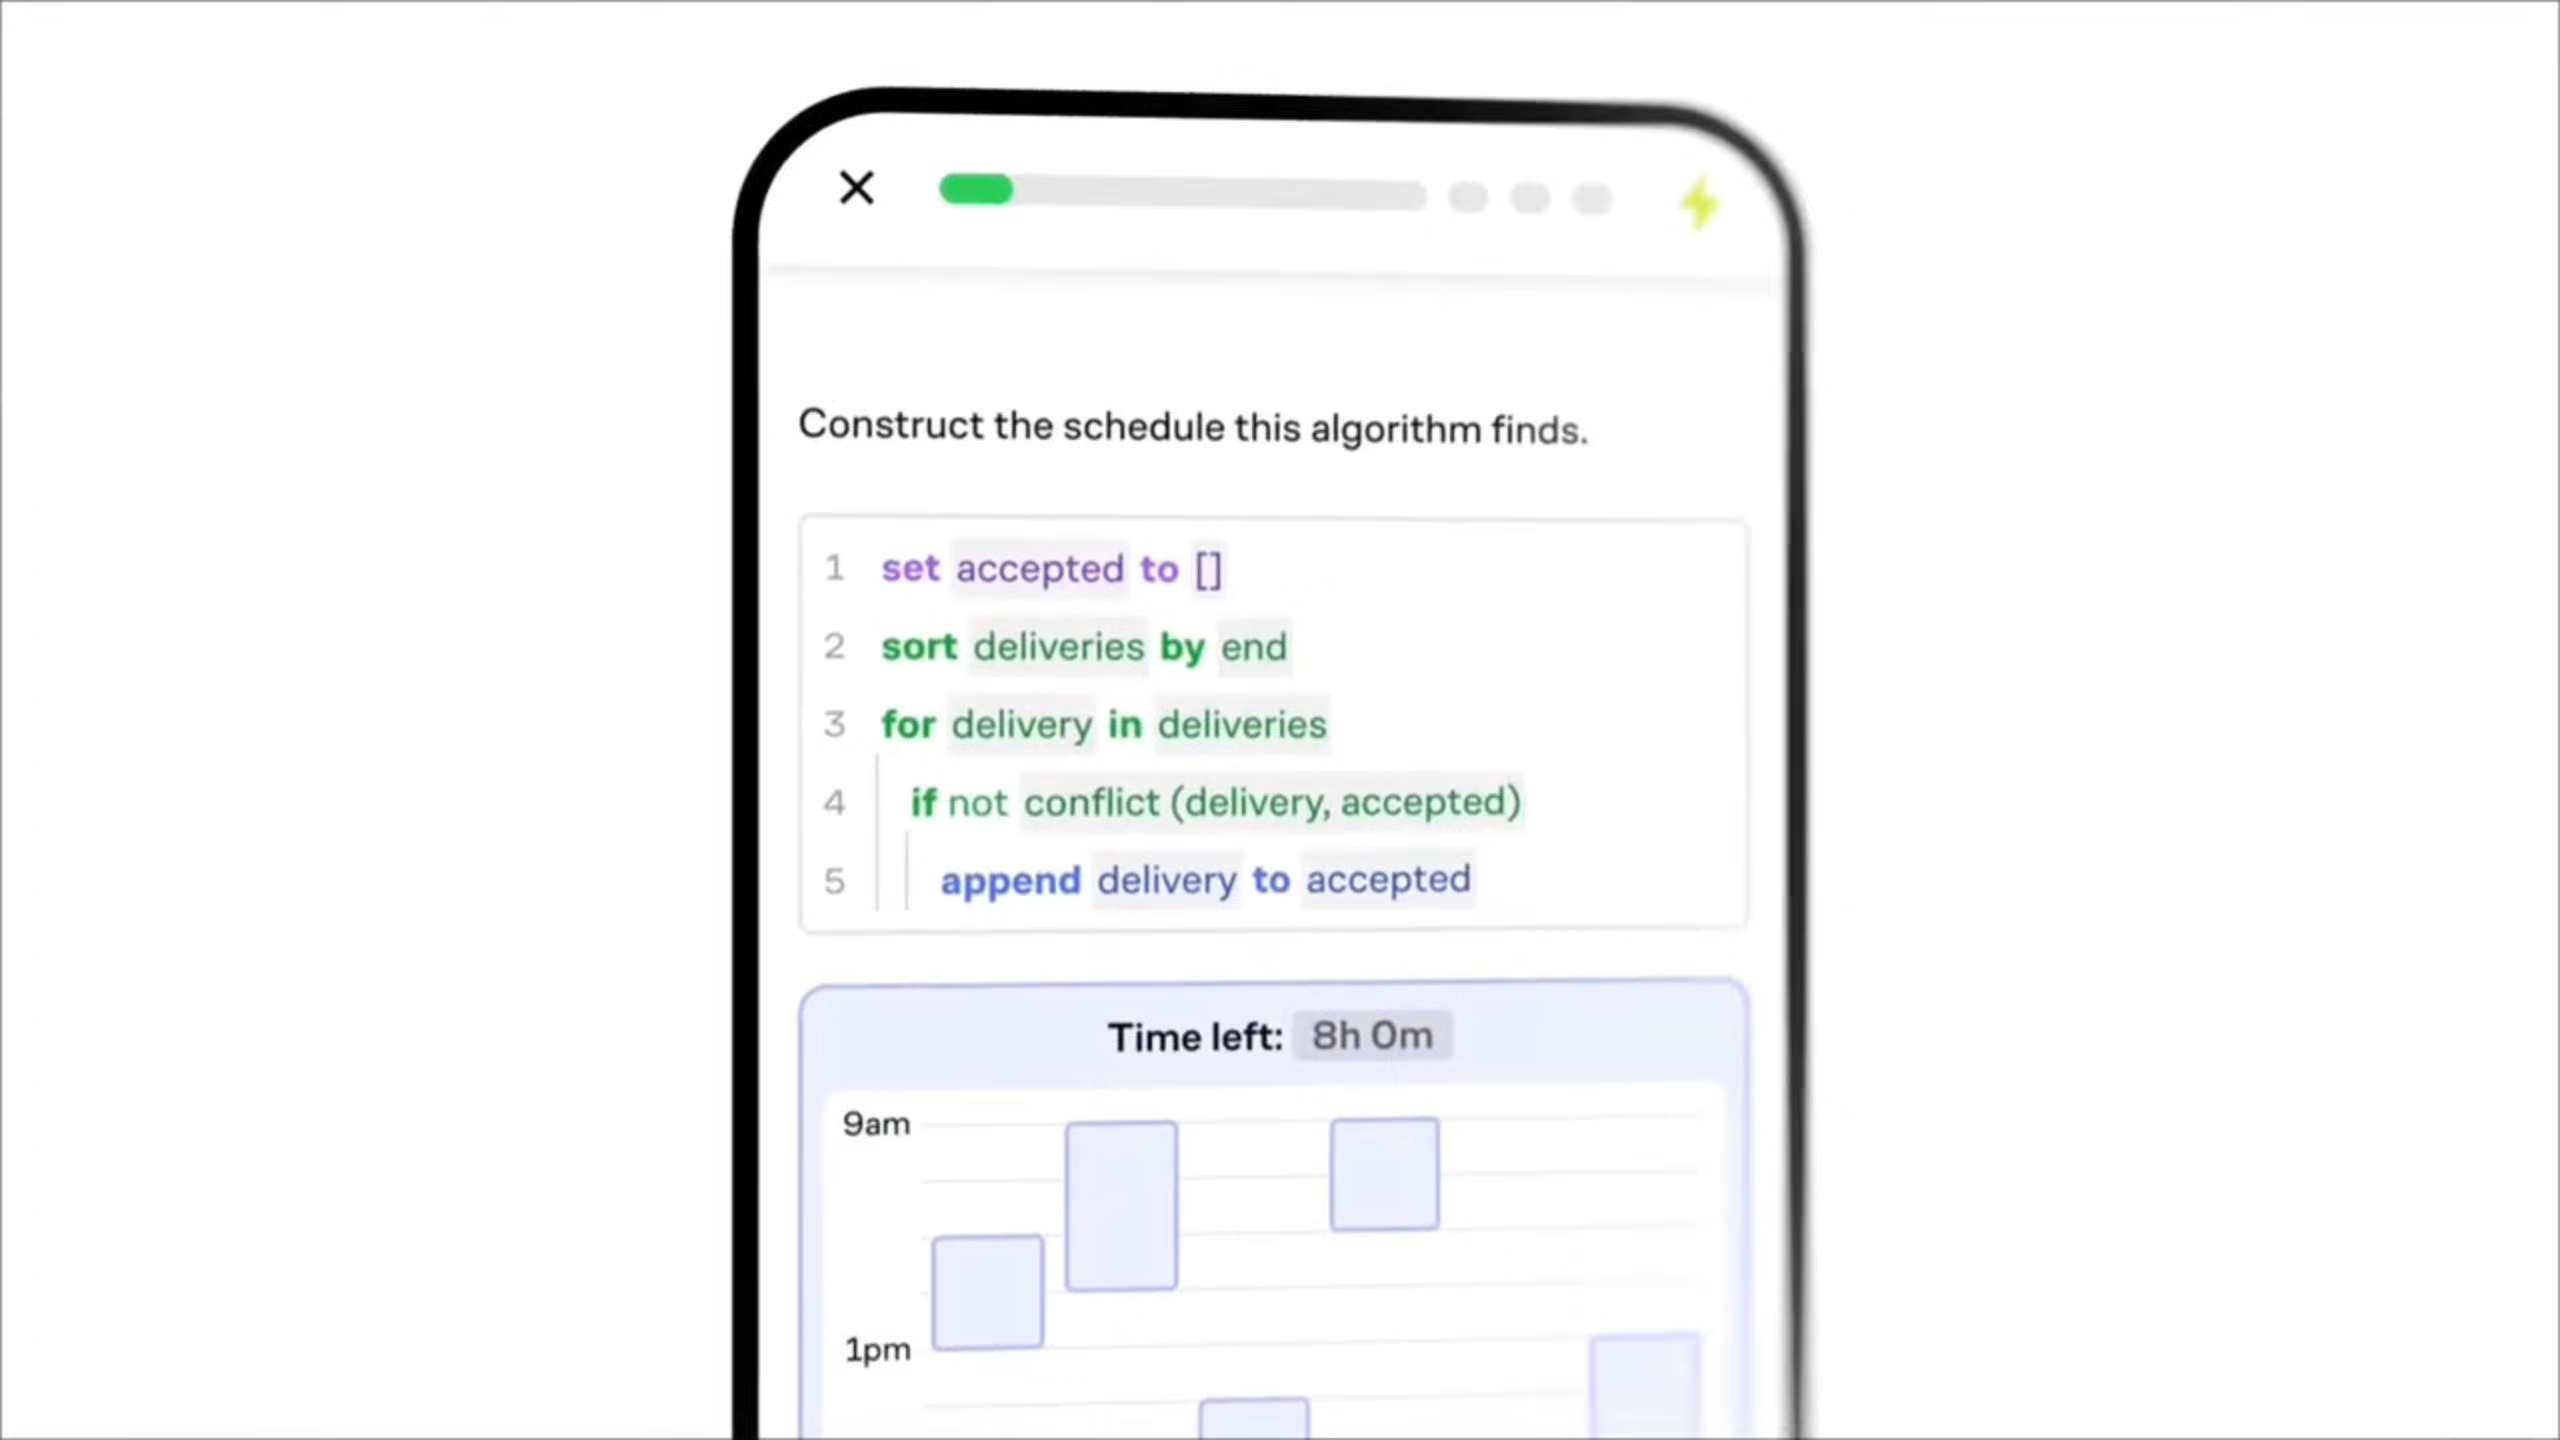 Construct the schedule this algorithm finds.
1 set accepted to []
2 sort deliveries by end
3 for delivery in deliveries
4 if not conflict (delivery, accepted)
5 append delivery to accepted
Time left: 8h 0m
9am
1pm